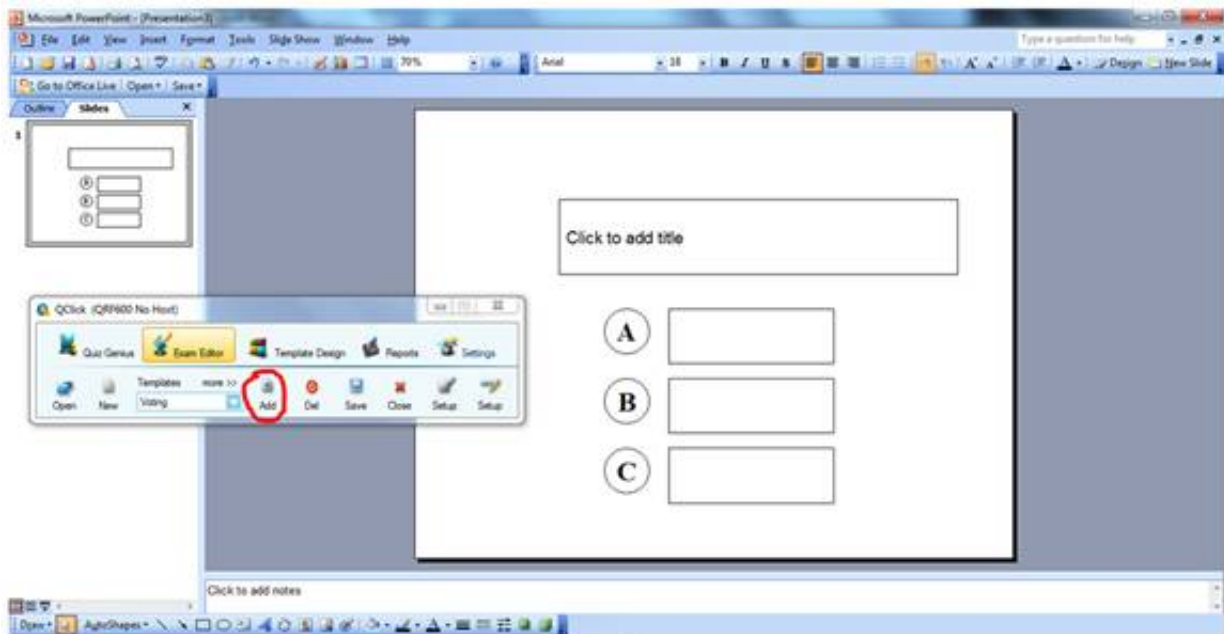 Microsoft PowerPoint - [Presentation3]
File Edit View Insert Format Tools Slide Show Window Help
Type a question for help
70%
Arial
18
B I U S
Design
New Slide
Go to Office Live
Open
Save
Outline
Slides
1
A
B
C
Click to add title
A
B
C
QClick (QRF600 No Host)
Quiz Genius
Exam Editor
Template Design
Reports
Settings
Templates more >>
Open
New
Voting
Add
Del
Save
Close
Setup
Setup
Click to add notes
Draw
AutoShapes